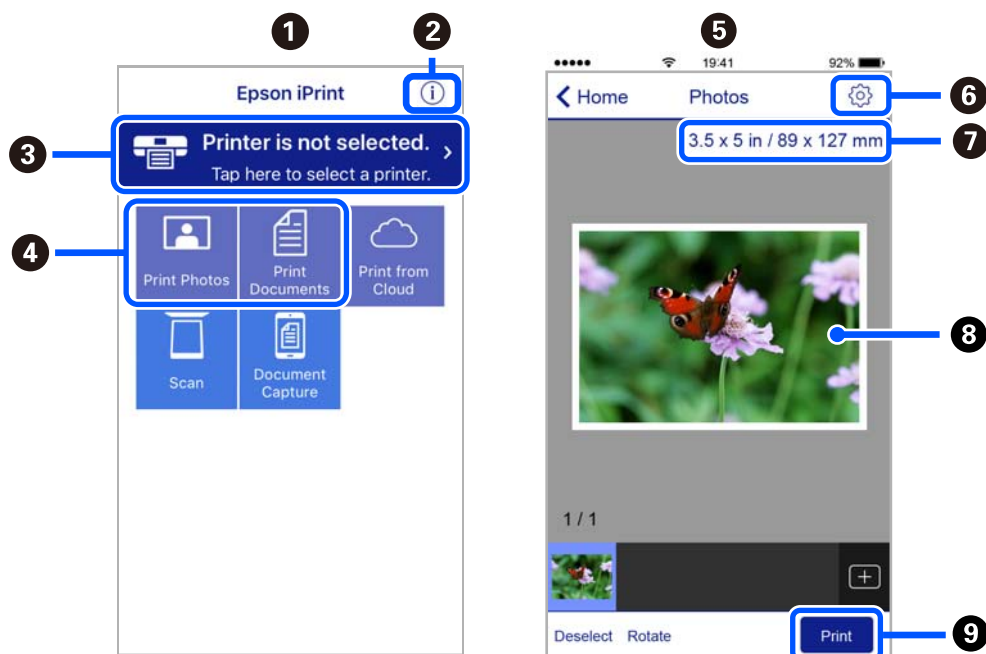 1
2
Epson iPrint
i
3
Printer is not selected.
Tap here to select a printer.
4
Print Photos
Print
Documents
Print from
Cloud
Scan
Document
Capture
5
19:41
92%
Home
Photos
6
3.5 x 5 in / 89 x 127 mm
7
8
1 / 1
Deselect
Rotate
Print
9